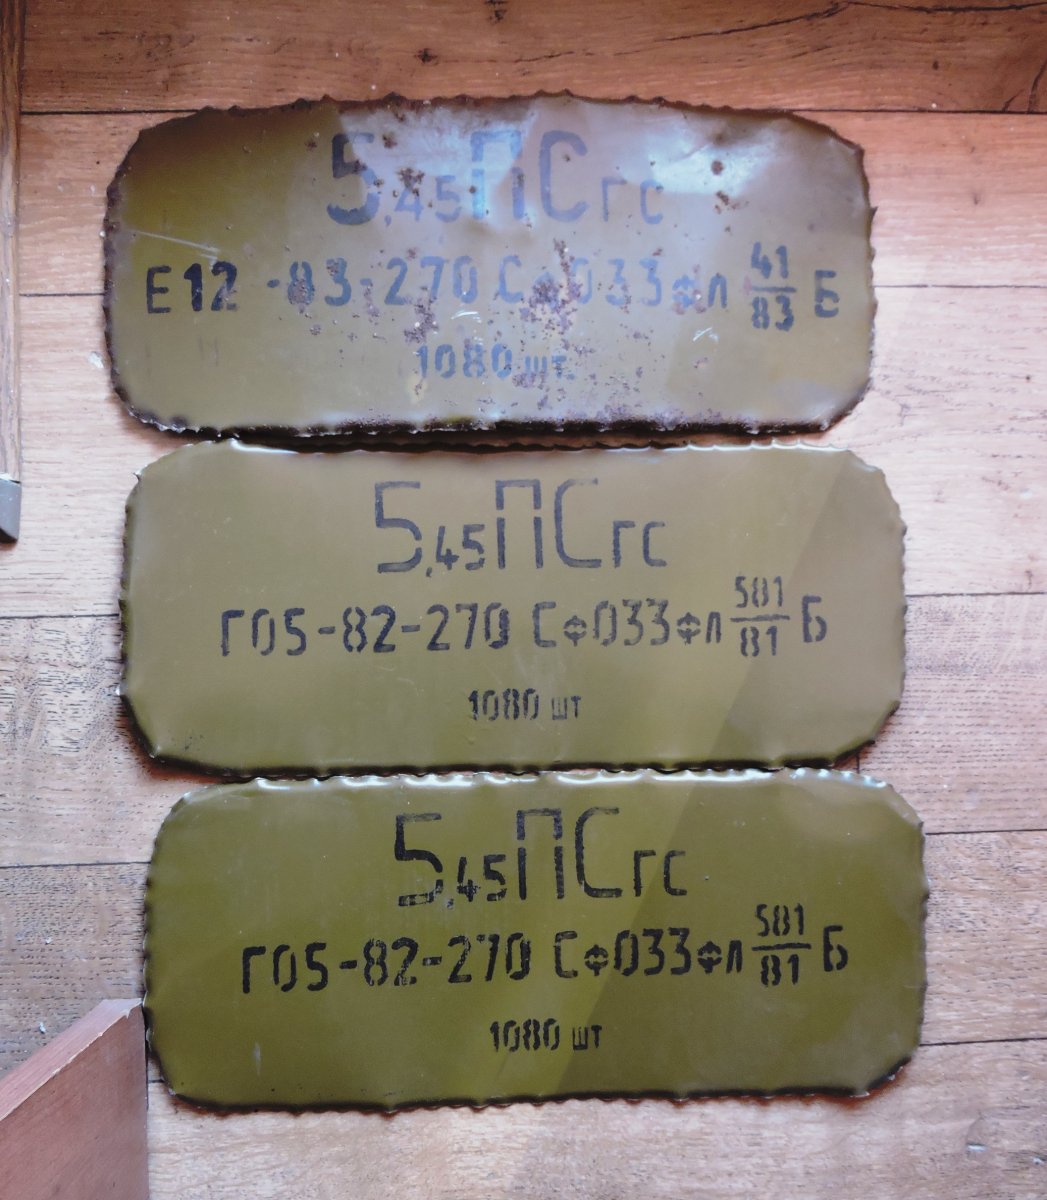 5,45ПСгс
Е12-83-270 Сф033фл 41/83 Б
1080 шт.
5,45ПСгс
Г05-82-270 Сф033фл 581/81 Б
1080 шт
5,45ПСгс
Г05-82-270 Сф033фл 581/81 Б
1080 шт